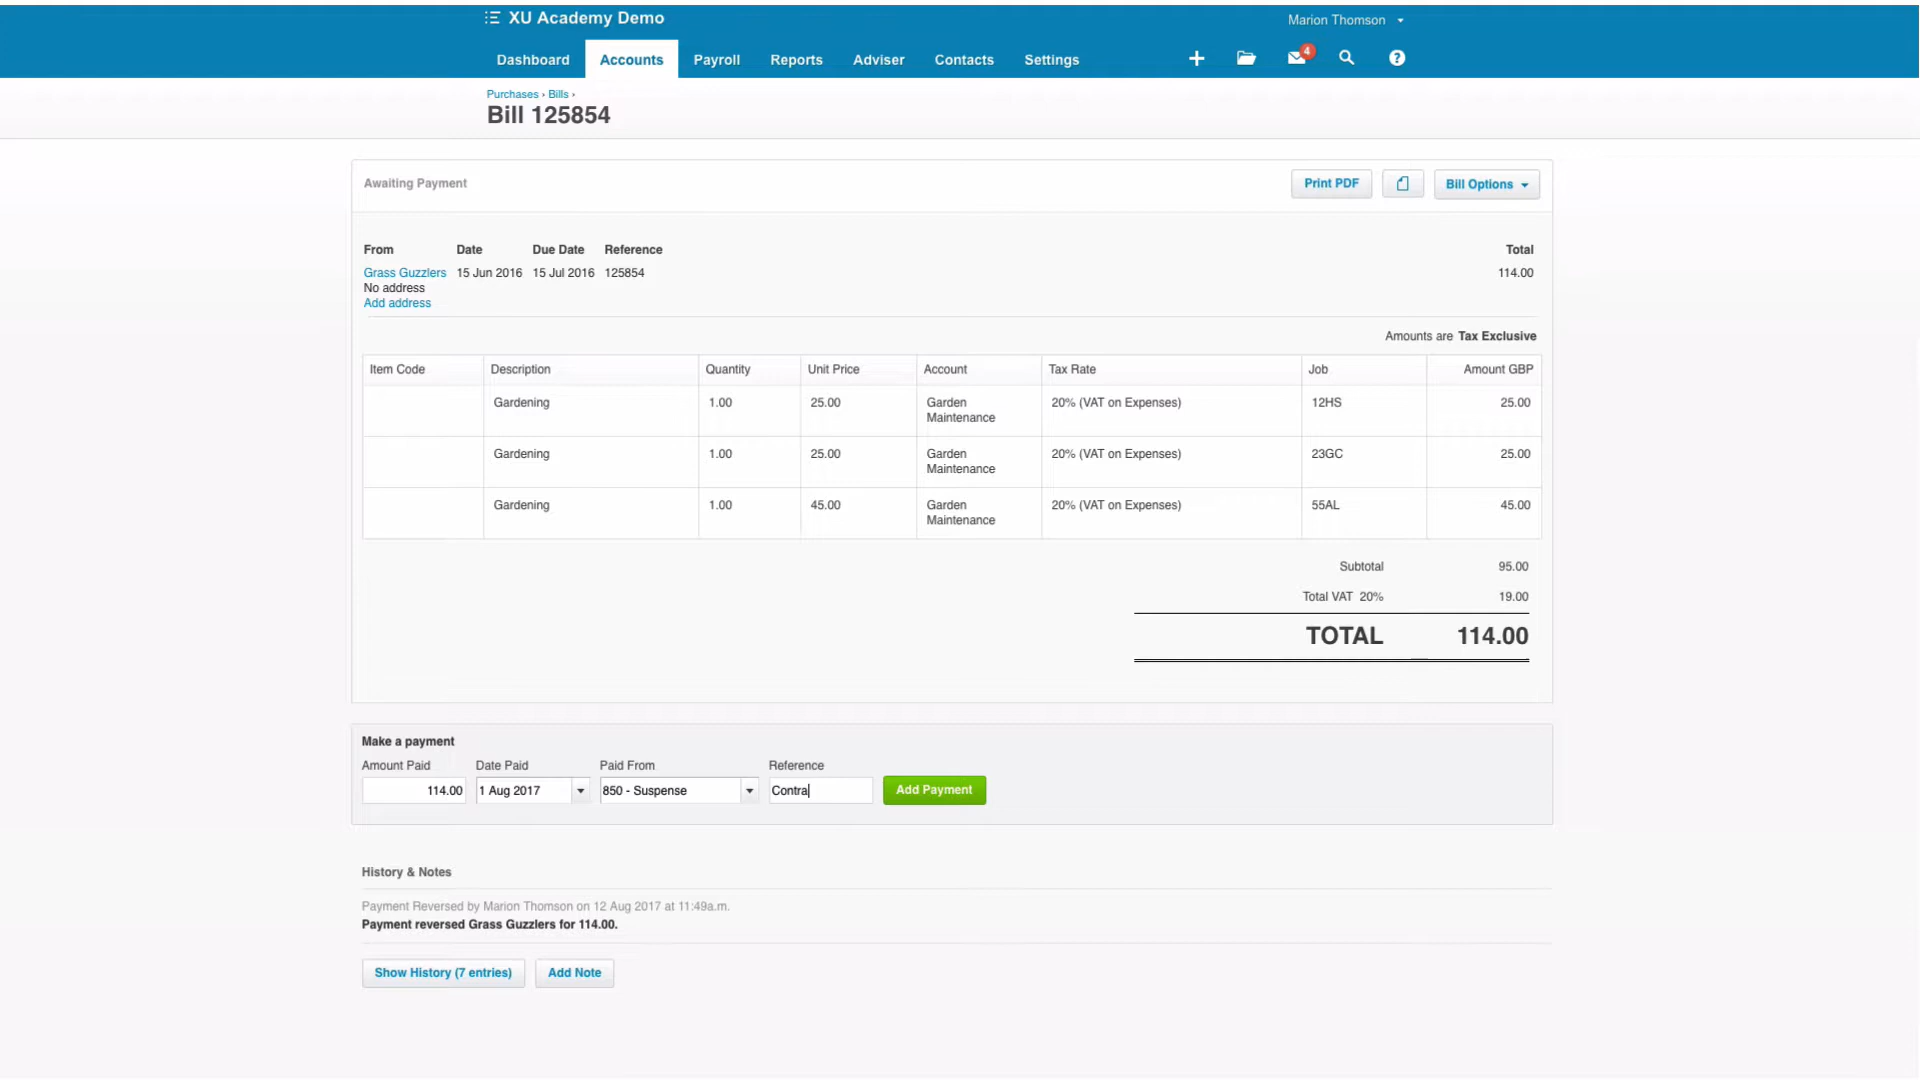 XU Academy Demo
Marion Thomson
Dashboard Accounts Payroll Reports Adviser Contacts Settings
4
?
Purchases › Bills ›
Bill 125854
Awaiting Payment
Print PDF
Bill Options
From Date Due Date Reference Total
Grass Guzzlers 15 Jun 2016 15 Jul 2016 125854 114.00
No address
Add address
Amounts are Tax Exclusive
Item Code Description Quantity Unit Price Account Tax Rate Job Amount GBP
Gardening 1.00 25.00 Garden 20% (VAT on Expenses) 12HS 25.00
Maintenance
Gardening 1.00 25.00 Garden 20% (VAT on Expenses) 23GC 25.00
Maintenance
Gardening 1.00 45.00 Garden 20% (VAT on Expenses) 55AL 45.00
Maintenance
Subtotal 95.00
Total VAT 20% 19.00
TOTAL 114.00
Make a payment
Amount Paid Date Paid Paid From Reference
114.00 1 Aug 2017 850 - Suspense Contra Add Payment
History & Notes
Payment Reversed by Marion Thomson on 12 Aug 2017 at 11:49a.m.
Payment reversed Grass Guzzlers for 114.00.
Show History (7 entries) Add Note